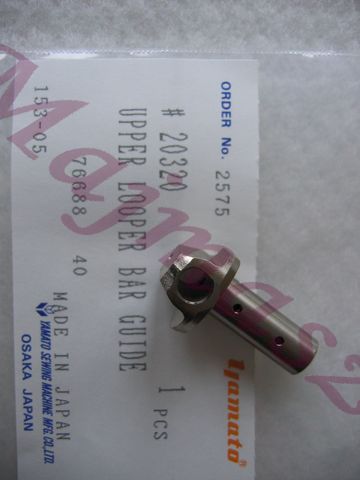 ORDER No. 2575
# 20320
UPPER LOOPER BAR GUIDE
1 PCS
76688 40
153-05
MADE IN JAPAN
YAMATO SEWING MACHINE MFG. CO., LTD.
OSAKA JAPAN
Yamato